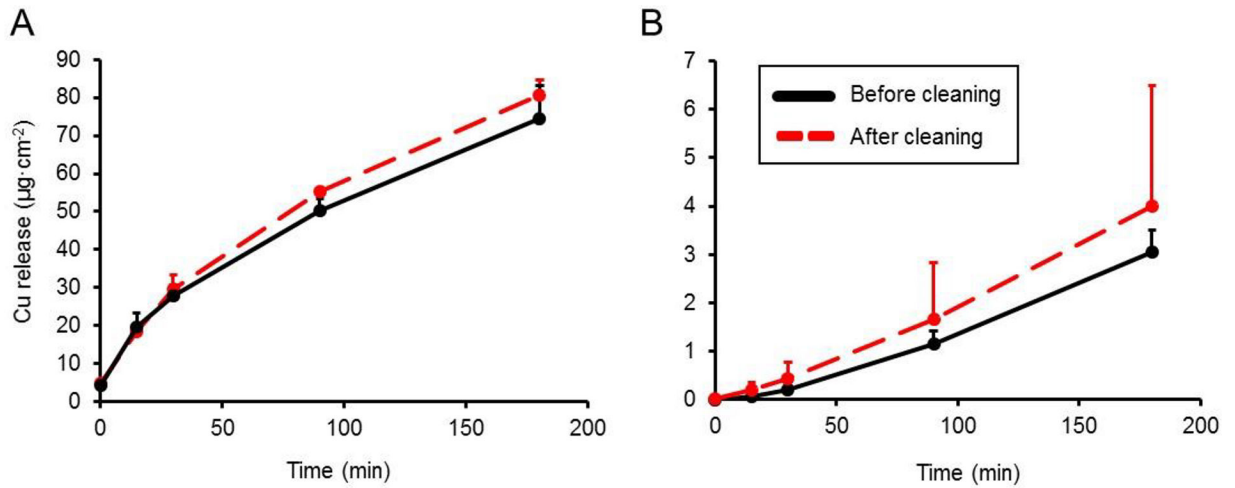 A
90
80
70
60
50
40
30
20
10
0
Cu release (µg·cm-2)
0 50 100 150 200
Time (min)
B
7
6
5
4
3
2
1
0
Before cleaning
After cleaning
0 50 100 150 200
Time (min)